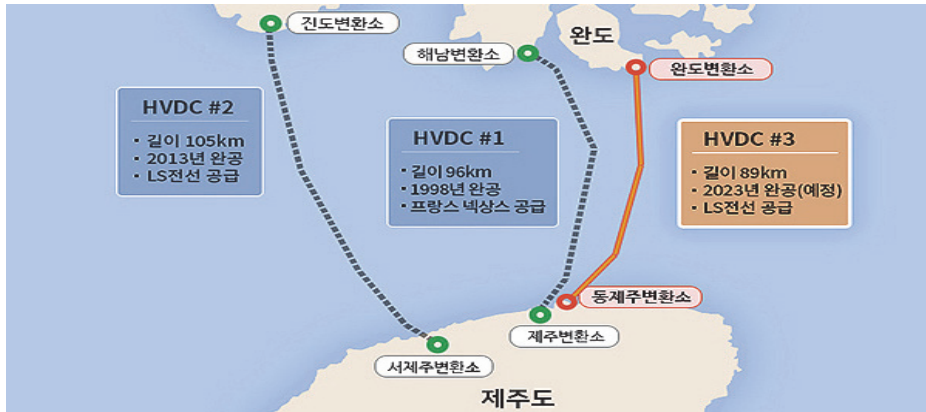 진도변환소
해남변환소
완도
완도변환소
HVDC #2
▪ 길이 105km
▪ 2013년 완공
▪ LS전선 공급
HVDC #1
▪ 길이 96km
▪ 1998년 완공
▪ 프랑스 넥상스 공급
HVDC #3
▪ 길이 89km
▪ 2023년 완공(예정)
▪ LS전선 공급
동제주변환소
제주변환소
서제주변환소
제주도